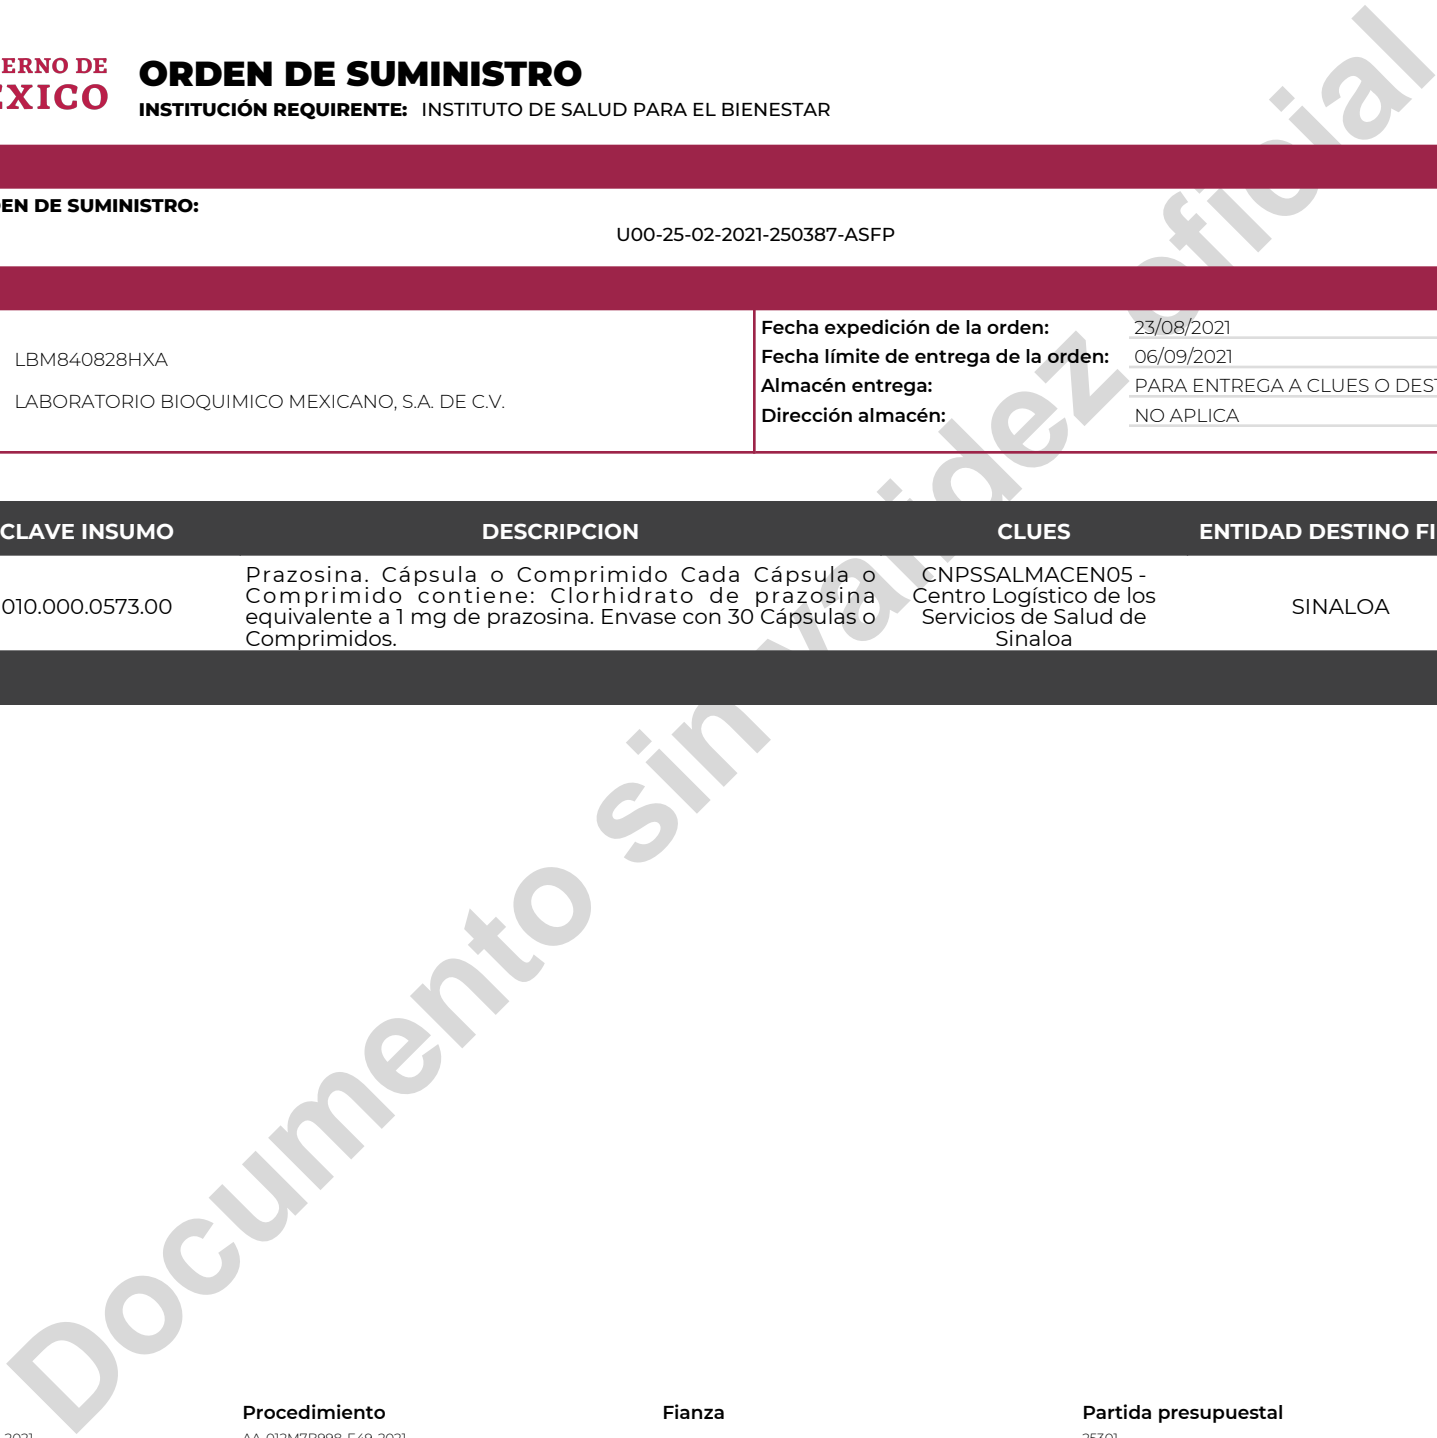 ERNO DE
ORDEN DE SUMINISTRO
INSTITUCIÓN REQUIRENTE: INSTITUTO DE SALUD PARA EL BIENESTAR
EN DE SUMINISTRO:
U00-25-02-2021-250387-ASFP
LBM840828HXA
LABORATORIO BIOQUIMICO MEXICANO, S.A. DE C.V.
Fecha expedición de la orden: 23/08/2021
Fecha límite de entrega de la orden: 06/09/2021
Almacén entrega: PARA ENTREGA A CLUES O DEST
Dirección almacén: NO APLICA
CLAVE INSUMO DESCRIPCION CLUES ENTIDAD DESTINO FI
010.000.0573.00
Prazosina. Cápsula o Comprimido Cada Cápsula o
Comprimido contiene: Clorhidrato de prazosina
equivalente a 1 mg de prazosina. Envase con 30 Cápsulas o
Comprimidos.
CNPSSALMACEN05 -
Centro Logístico de los
Servicios de Salud de
Sinaloa
SINALOA
Documento sin validez oficial
Procedimiento Fianza Partida presupuestal